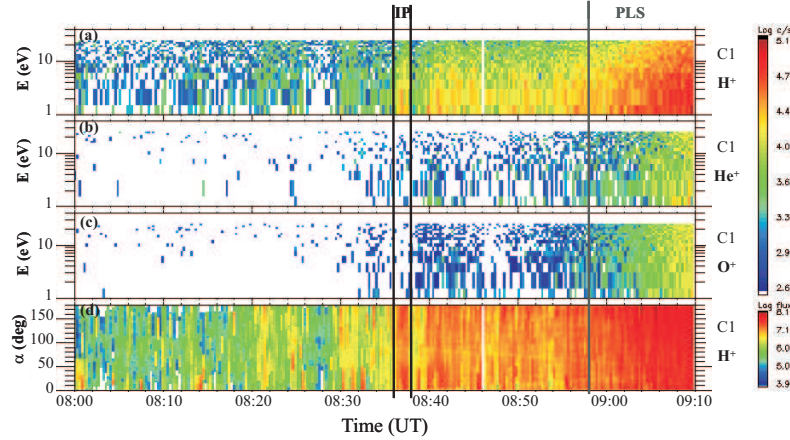 IP
PLS
Log c/s
(a)
10
1
E (eV)
C1
H+
5.1
4.7
4.4
4.0
3.6
3.3
2.9
2.6
(b)
10
1
E (eV)
C1
He+
(c)
10
1
E (eV)
C1
O+
(d)
150
100
50
0
α (deg)
C1
H+
Log flux
8.1
7.1
6.0
5.0
3.9
08:00
08:10
08:20
08:30
08:40
08:50
09:00
09:10
Time (UT)